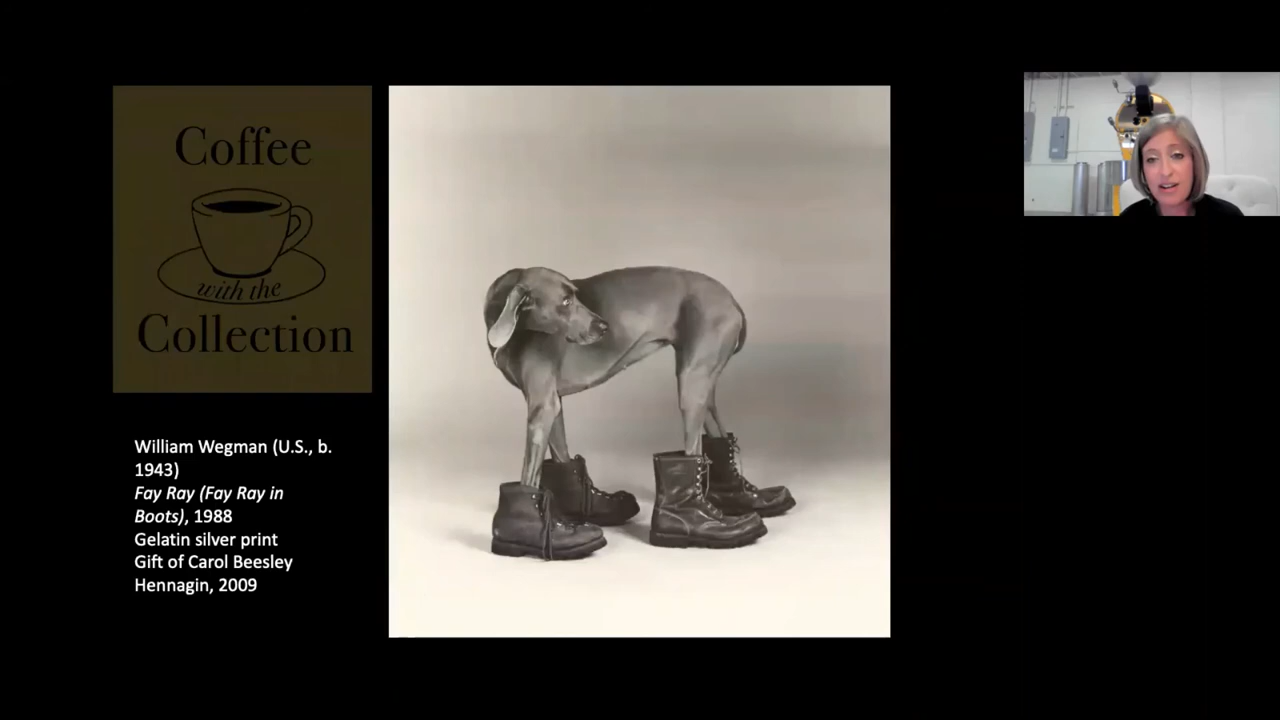 Coffee
with the
Collection
William Wegman (U.S., b.
1943)
Fay Ray (Fay Ray in
Boots), 1988
Gelatin silver print
Gift of Carol Beesley
Hennagin, 2009